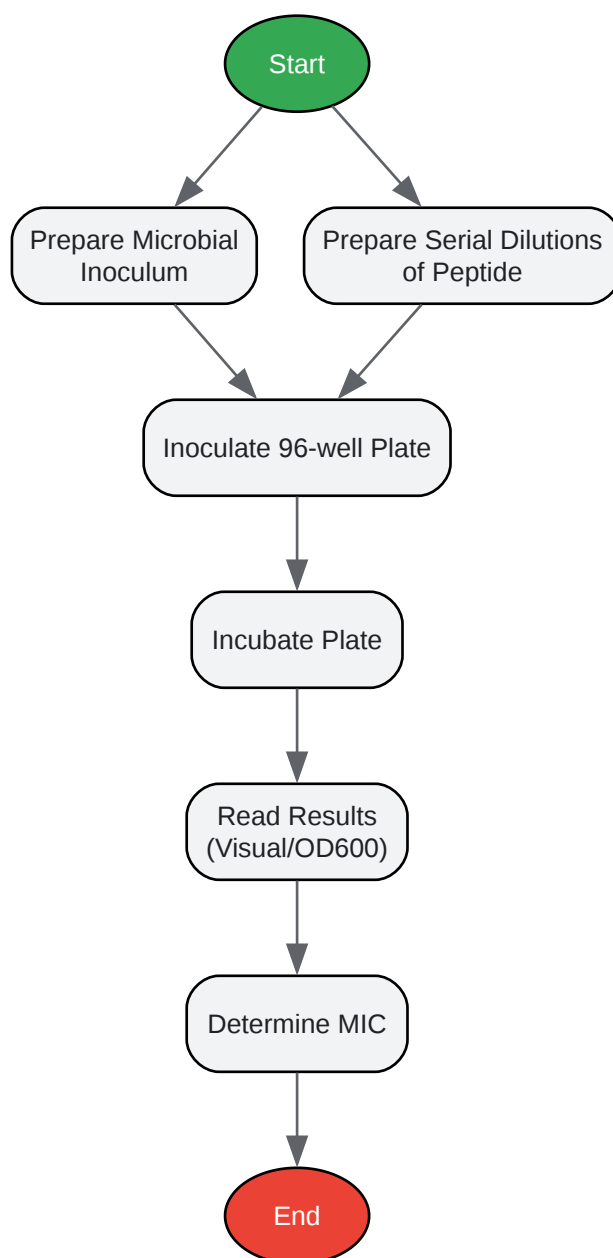 Start
Prepare Microbial
Inoculum
Prepare Serial Dilutions
of Peptide
Inoculate 96-well Plate
Incubate Plate
Read Results
(Visual/OD600)
Determine MIC
End